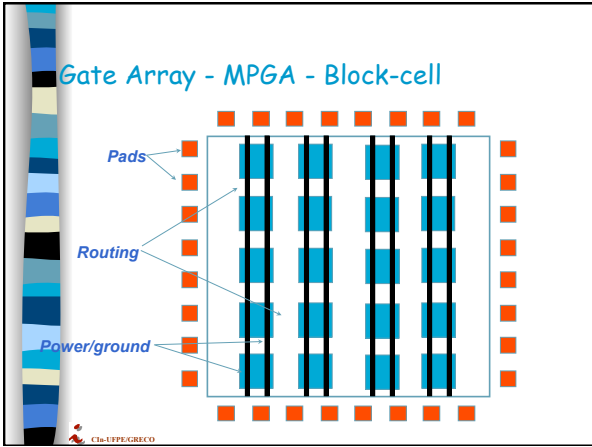 Gate Array - MPGA - Block-cell
Pads
Routing
Power/ground
CIn-UFPE/GRECO